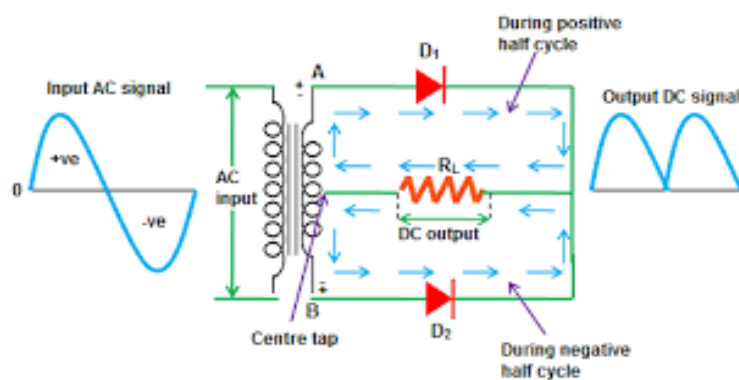 During positive
half cycle
D1
A
+
-
Input AC signal
Output DC signal
+ve
0
-ve
AC
input
RL
DC output
-
+
B
D2
Centre tap
During negative
half cycle